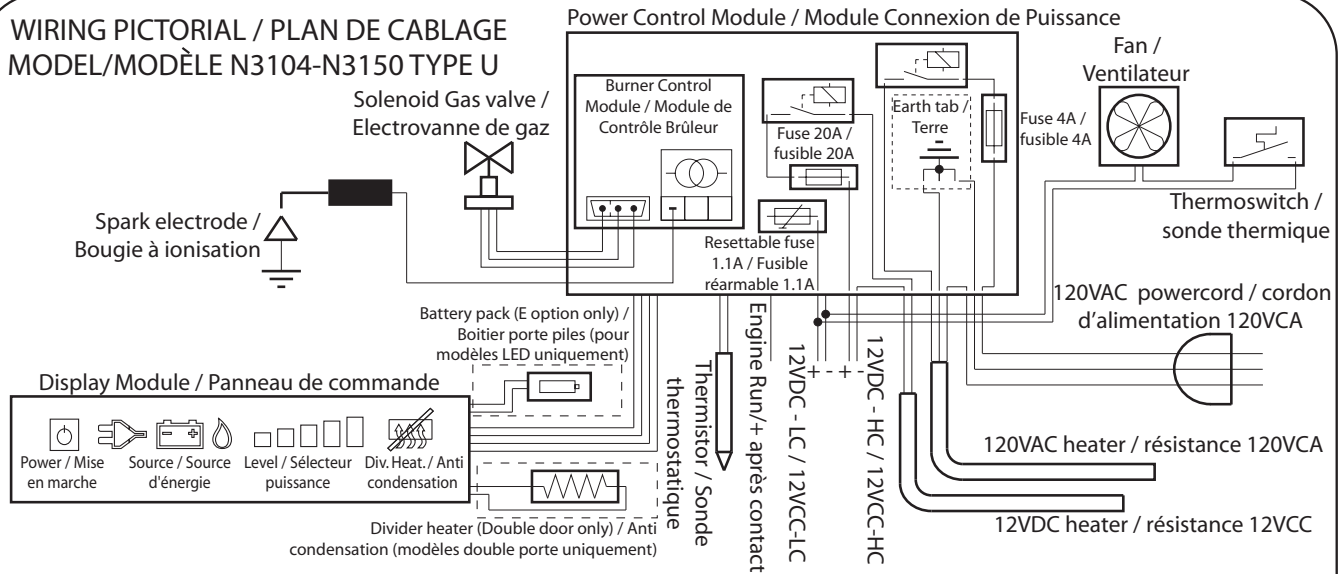 WIRING PICTORIAL / PLAN DE CABLAGE
MODEL/MODÈLE N3104-N3150 TYPE U
Power Control Module / Module Connexion de Puissance
Solenoid Gas valve /
Electrovanne de gaz
Burner Control
Module / Module de
Contrôle Brûleur
Fuse 20A /
fusible 20A
Earth tab /
Terre
Fuse 4A /
fusible 4A
Fan /
Ventilateur
Spark electrode /
Bougie à ionisation
Resettable fuse
1.1A / Fusible
réarmable 1.1A
Thermoswitch /
sonde thermique
120VAC powercord / cordon
d'alimentation 120VCA
Battery pack (E option only) /
Boitier porte piles (pour
modèles LED uniquement)
Display Module / Panneau de commande
Power / Mise
en marche
Source / Source
d'énergie
Level / Sélecteur
puissance
Div. Heat. / Anti
condensation
Divider heater (Double door only) / Anti
condensation (modèles double porte uniquement)
Thermistor / Sonde
thermostatique
Engine Run/+ après contact
12VDC - LC / 12VCC-LC
+ - + -
12VDC - HC / 12VCC-HC
120VAC heater / résistance 120VCA
12VDC heater / résistance 12VCC